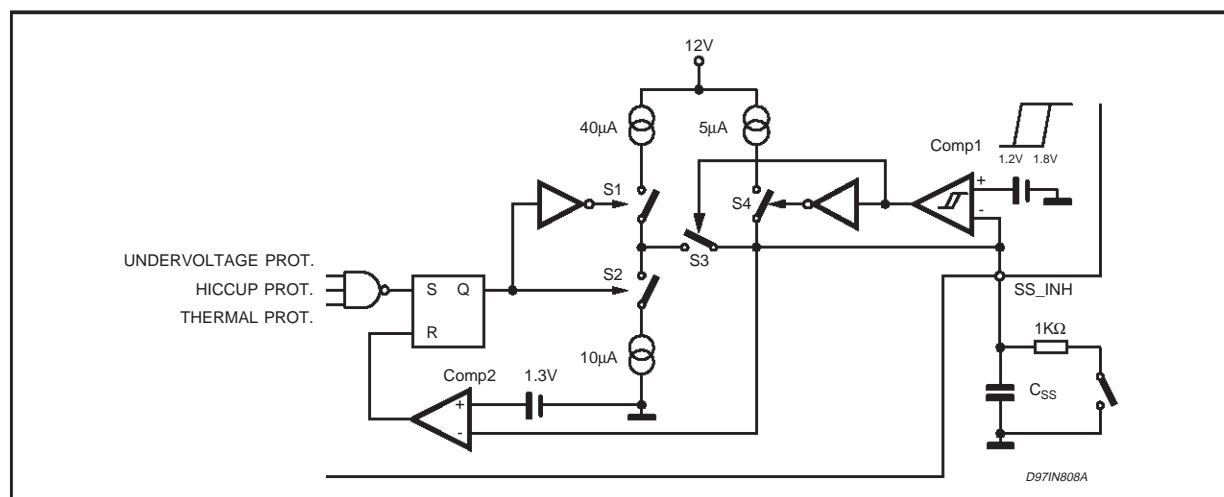 12V
40μA
5μA
Comp1
1.2V 1.8V
+
-
S1
S4
S3
UNDERVOLTAGE PROT.
HICCUP PROT.
THERMAL PROT.
S Q
R
S2
SS_INH
10μA
1KΩ
Comp2
1.3V
+
-
CSS
D97IN808A